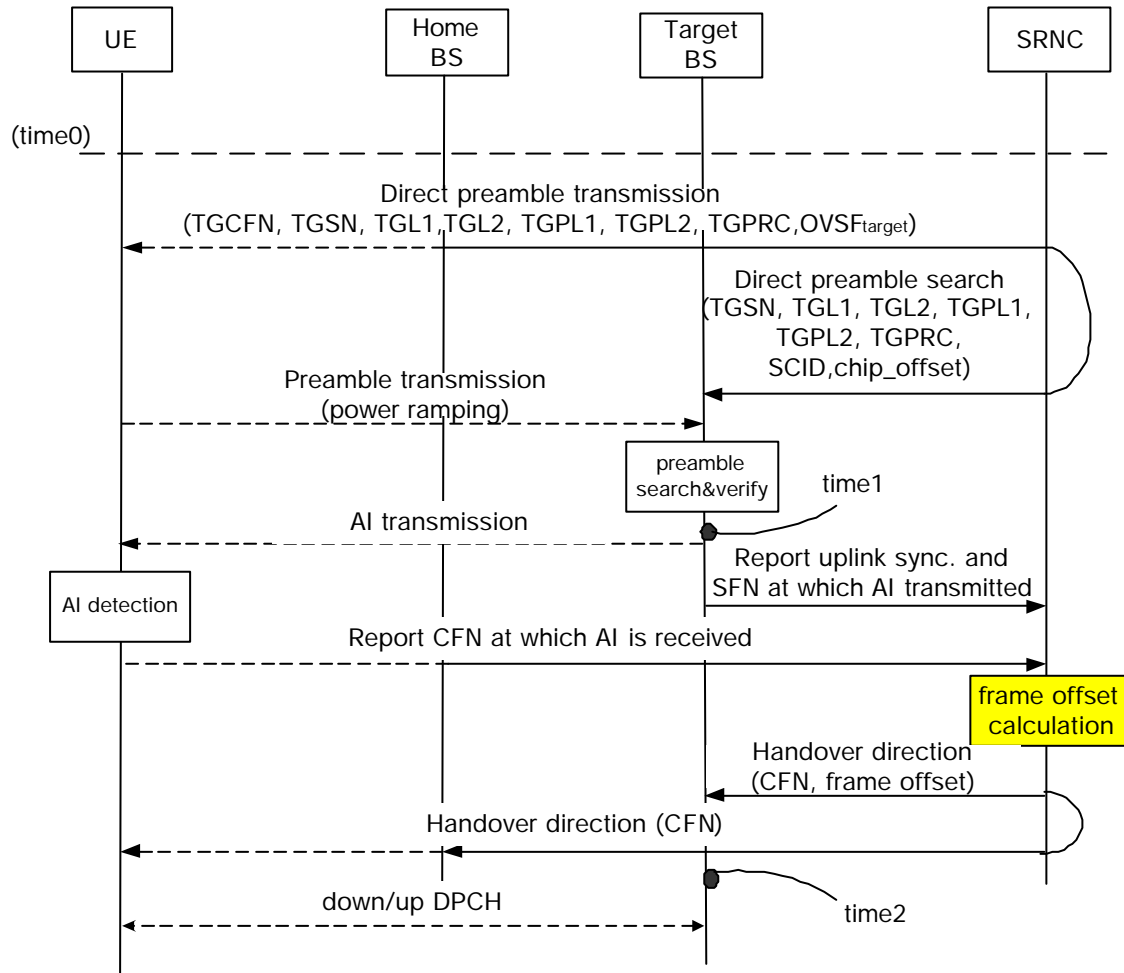 UE
Home
BS
Target
BS
SRNC
(time0)
Direct preamble transmission
(TGCFN, TGSN, TGL1,TGL2, TGPL1, TGPL2, TGPRC,OVSFtarget)
Direct preamble search
(TGSN, TGL1, TGL2, TGPL1,
TGPL2, TGPRC,
SCID,chip_offset)
Preamble transmission
(power ramping)
preamble
search&verify
time1
AI transmission
Report uplink sync. and
SFN at which AI transmitted
AI detection
Report CFN at which AI is received
frame offset
calculation
Handover direction
(CFN, frame offset)
Handover direction (CFN)
down/up DPCH
time2